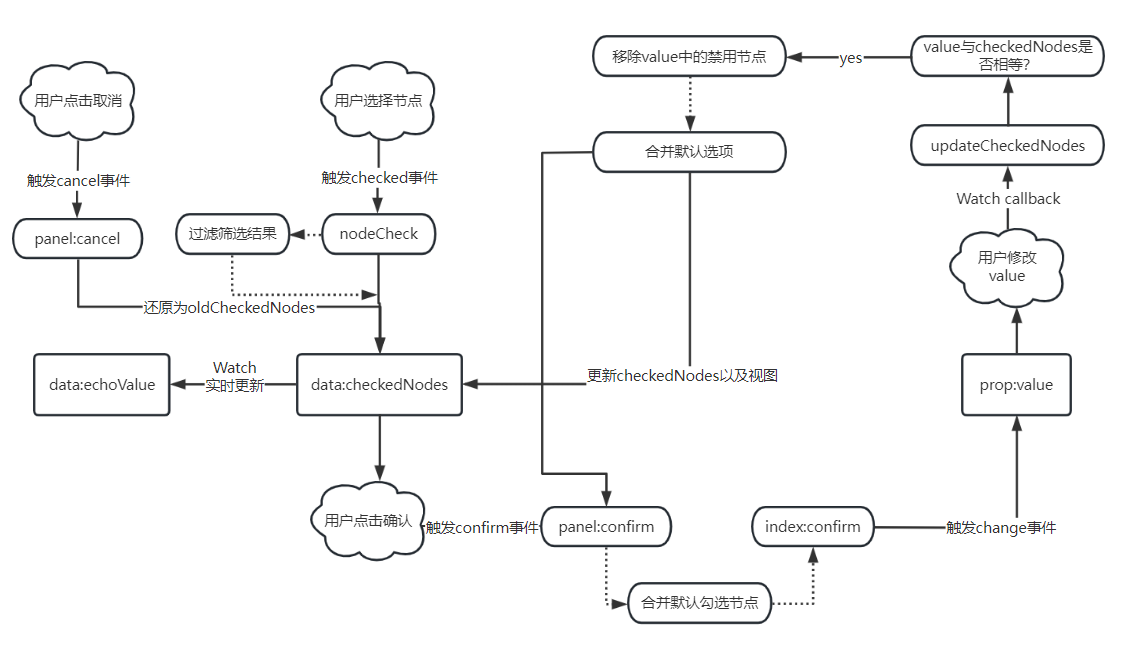 移除value中的禁用节点
yes
value与checkedNodes是
否相等?
用户点击取消
用户选择节点
合并默认选项
updateCheckedNodes
触发cancel事件
触发checked事件
Watch callback
panel:cancel
过滤筛选结果
nodeCheck
用户修改
value
还原为oldCheckedNodes
data:echoValue
Watch
实时更新
data:checkedNodes
更新checkedNodes以及视图
prop:value
用户点击确认
触发confirm事件
panel:confirm
index:confirm
触发change事件
合并默认勾选节点